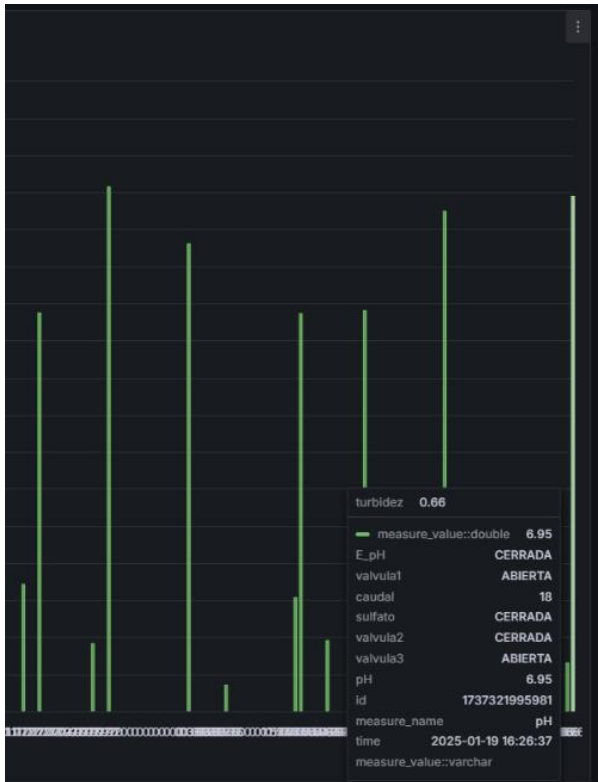 turbidez 0.66
measure_value::double 6.95
E_pH CERRADA
valvula1 ABIERTA
caudal 18
sulfato CERRADA
valvula2 CERRADA
valvula3 ABIERTA
pH 6.95
id 1737321995981
measure_name pH
time 2025-01-19 16:26:37
measure_value::varchar